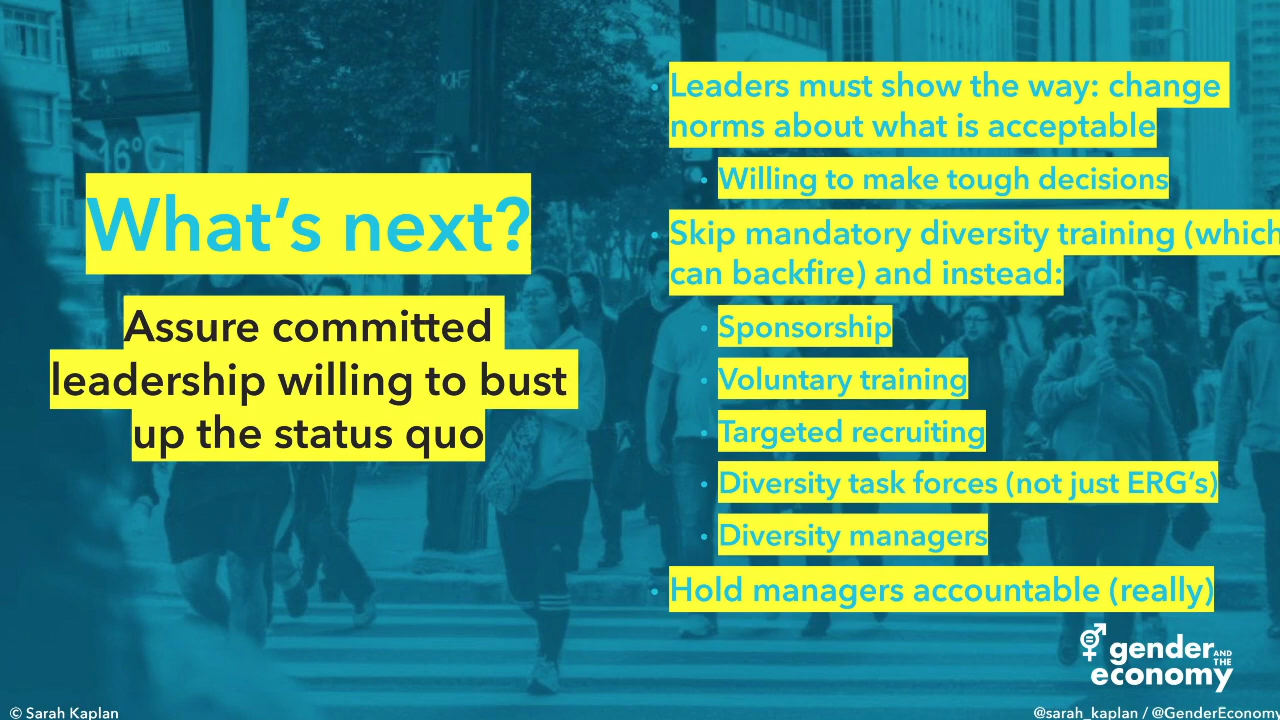 What's next?
Assure committed
leadership willing to bust
up the status quo
• Leaders must show the way: change
norms about what is acceptable
• Willing to make tough decisions
• Skip mandatory diversity training (which
can backfire) and instead:
• Sponsorship
• Voluntary training
• Targeted recruiting
• Diversity task forces (not just ERG's)
• Diversity managers
• Hold managers accountable (really)
16°C
gender AND THE
economy
© Sarah Kaplan
@sarah_kaplan / @GenderEconomy